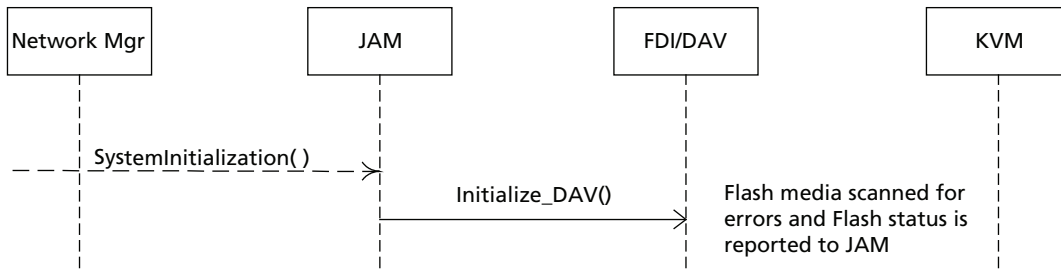 Network Mgr
JAM
FDI/DAV
KVM
SystemInitialization( )
Initialize_DAV()
Flash media scanned for
errors and Flash status is
reported to JAM